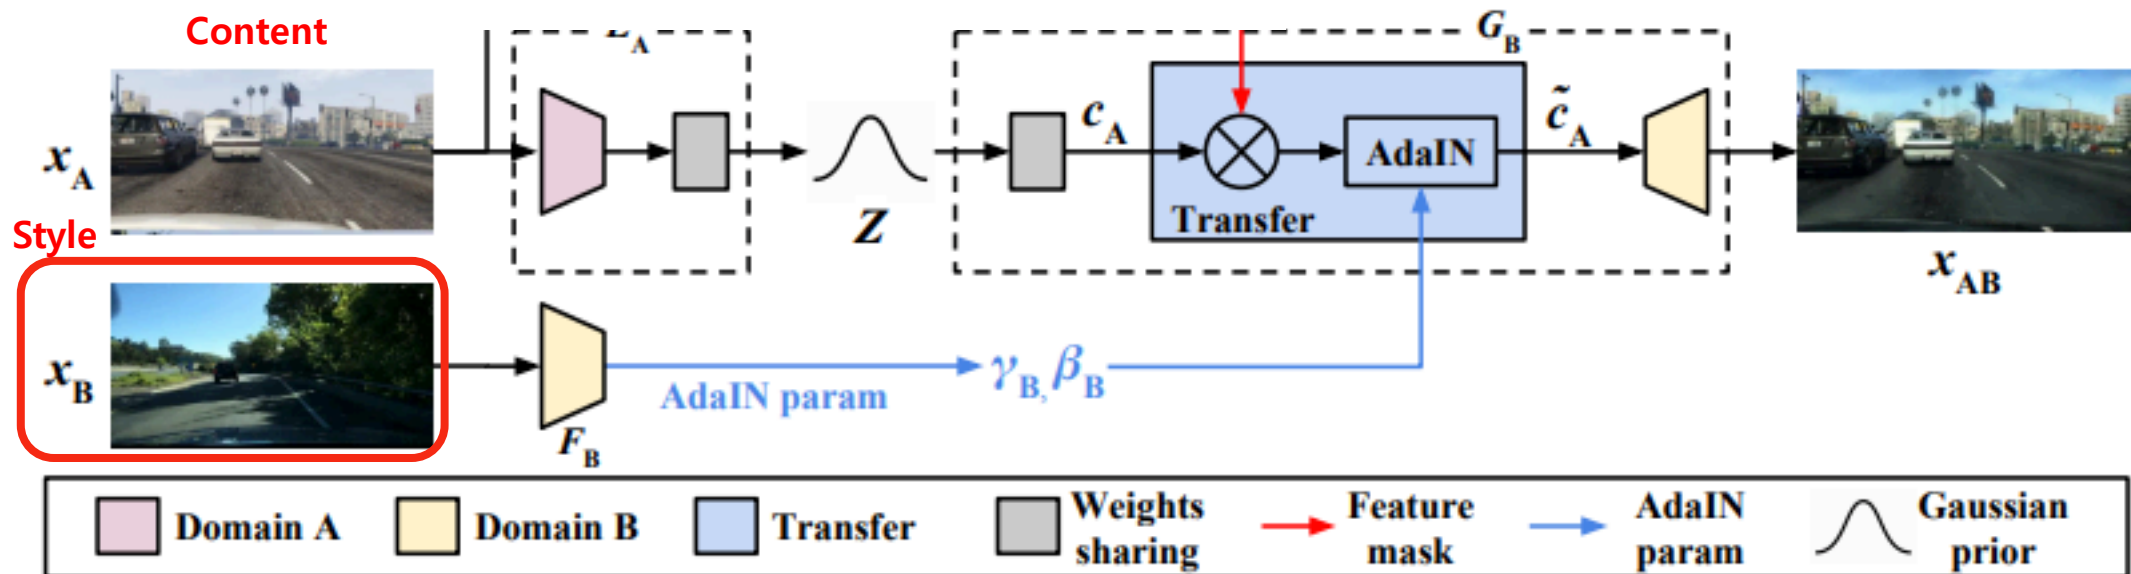 Content
E_A
G_B
x_A
c_A
c̃_A
AdaIN
Z
Transfer
x_AB
Style
x_B
γ_B, β_B
AdaIN param
F_B
Domain A
Domain B
Transfer
Weights
sharing
Feature
mask
AdaIN
param
Gaussian
prior